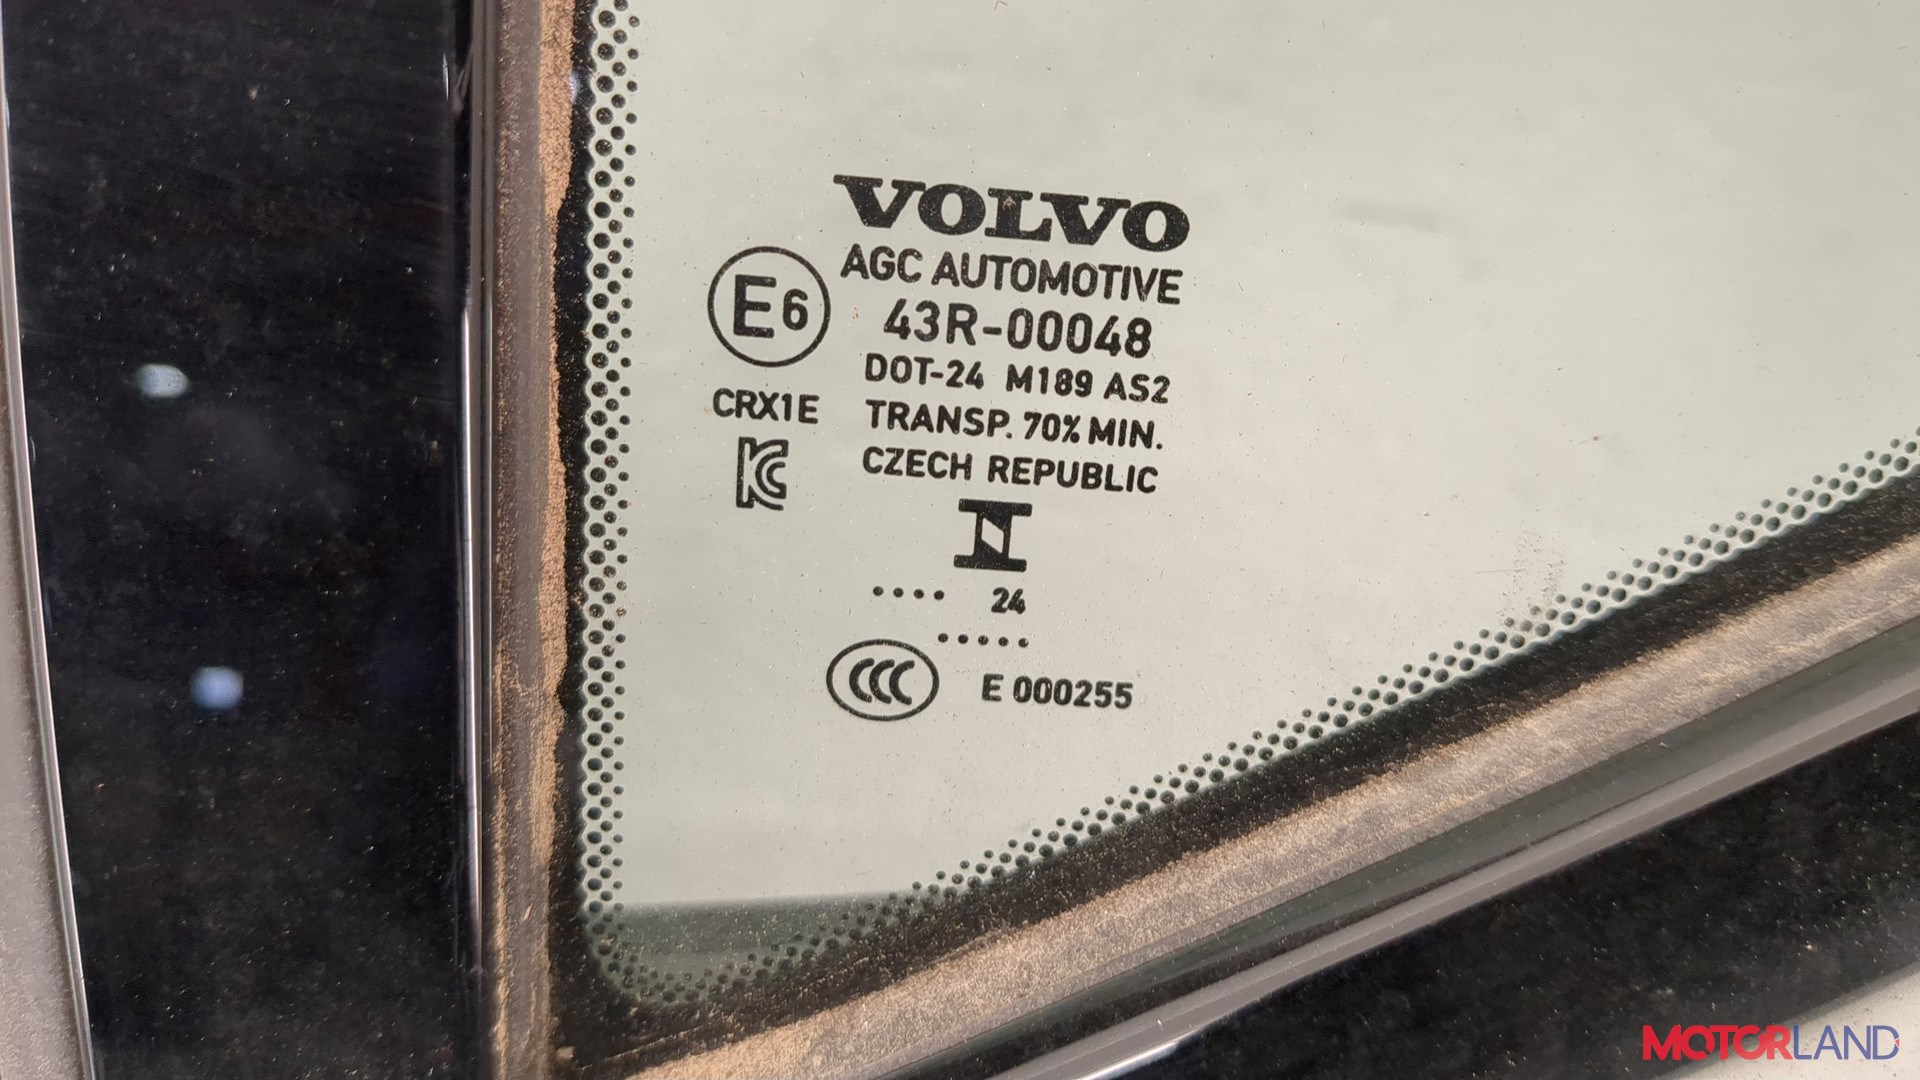 VOLVO
AGC AUTOMOTIVE
E6
43R-00048
DOT-24 M189 AS2
CRX1E
TRANSP. 70% MIN.
KC
CZECH REPUBLIC
.... 24
.....
CCC
E 000255
MOTORLAND